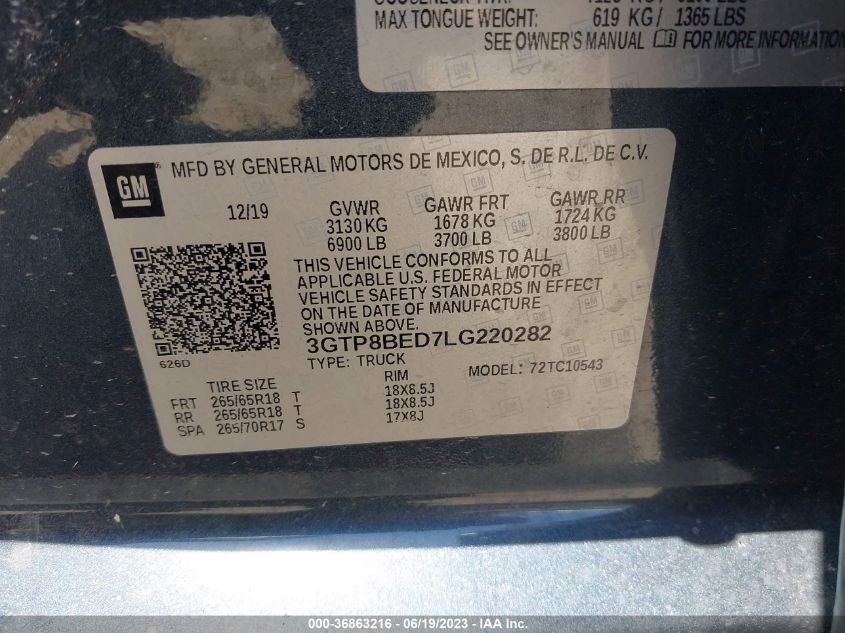 MAX TONGUE WEIGHT: 619 KG / 1365 LBS
SEE OWNER'S MANUAL FOR MORE INFORMATION
GM
MFD BY GENERAL MOTORS DE MEXICO, S. DE R.L. DE C.V.
12/19 GVWR GAWR FRT GAWR RR
3130 KG 1678 KG 1724 KG
6900 LB 3700 LB 3800 LB
THIS VEHICLE CONFORMS TO ALL
APPLICABLE U.S. FEDERAL MOTOR
VEHICLE SAFETY STANDARDS IN EFFECT
ON THE DATE OF MANUFACTURE
SHOWN ABOVE.
3GTP8BED7LG220282
626D TYPE: TRUCK MODEL: 72TC10543
TIRE SIZE RIM
FRT 265/65R18 T 18X8.5J
RR 265/65R18 T 18X8.5J
SPA 265/70R17 S 17X8J
000-36863216 - 06/19/2023 - IAA Inc.